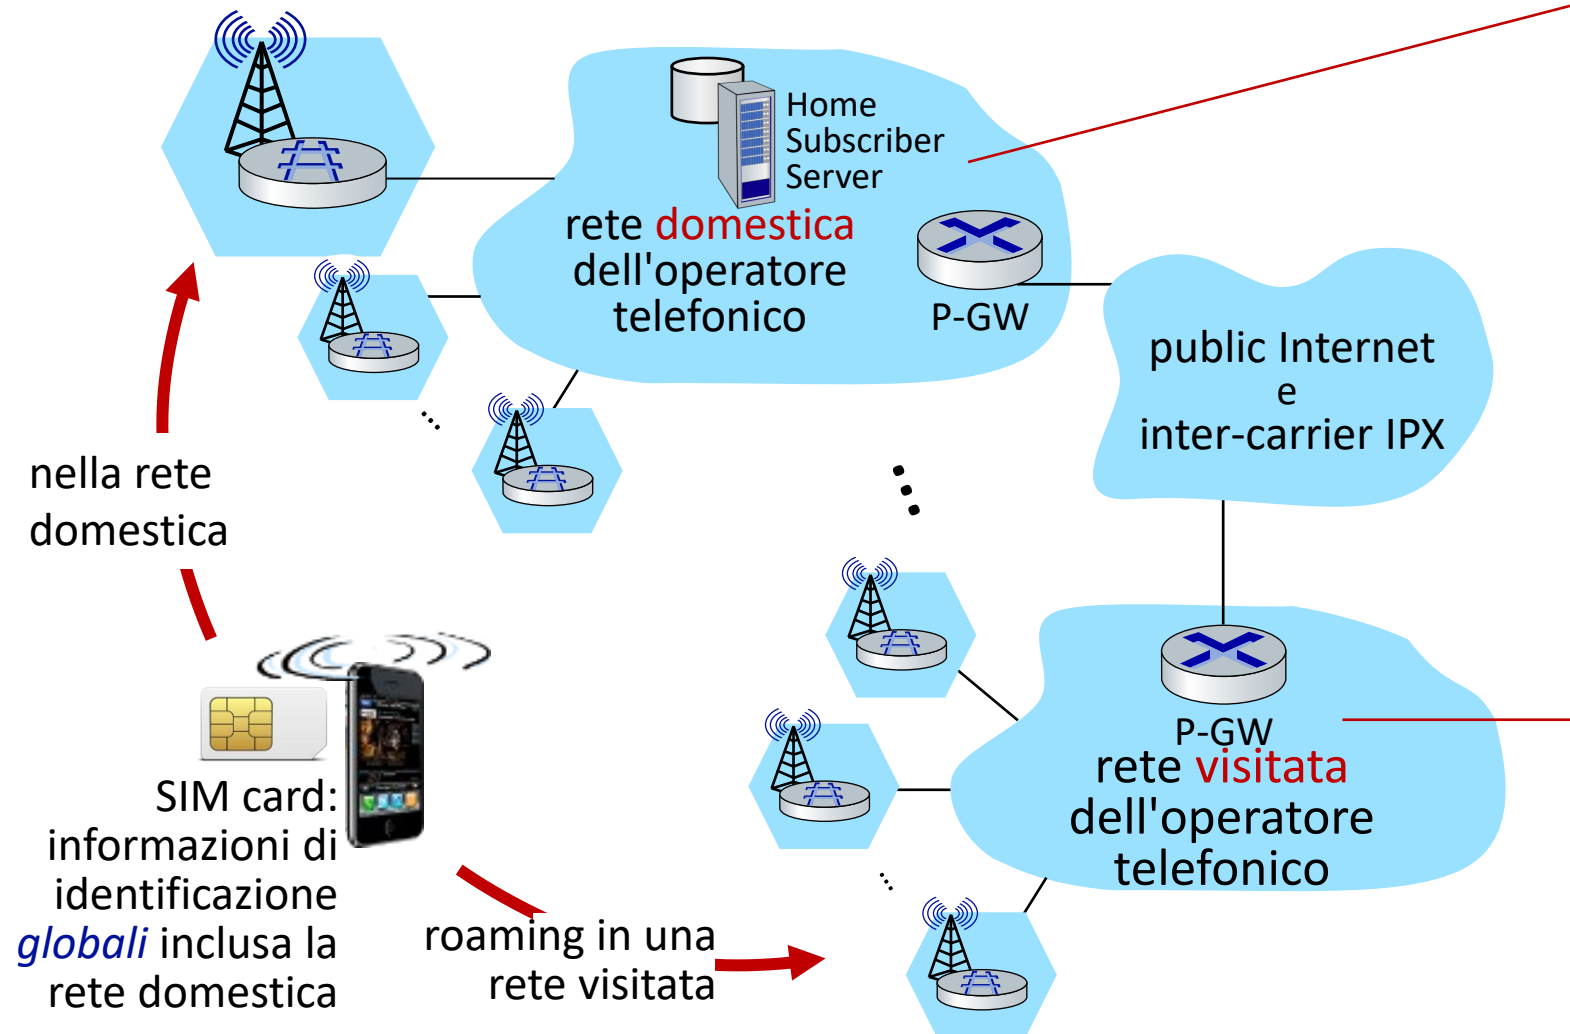 Home
Subscriber
Server
rete domestica
dell'operatore
telefonico
P-GW
public Internet
e
inter-carrier IPX
nella rete
domestica
SIM card:
informazioni di
identificazione
globali inclusa la
rete domestica
roaming in una
rete visitata
P-GW
rete visitata
dell'operatore
telefonico